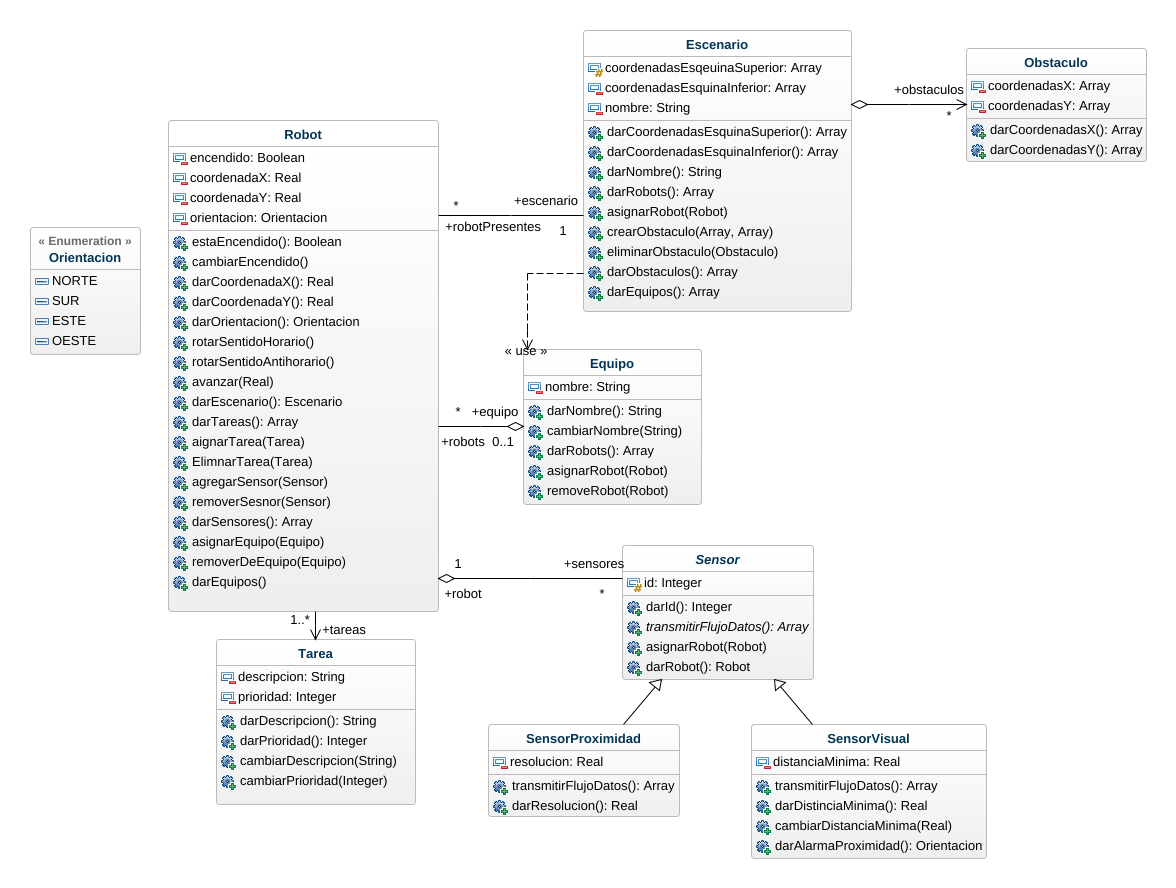 Escenario
coordenadasEsqeuinaSuperior: Array
coordenadasEsquinaInferior: Array
nombre: String
darCoordenadasEsquinaSuperior(): Array
darCoordenadasEsquinaInferior(): Array
darNombre(): String
darRobots(): Array
asignarRobot(Robot)
crearObstaculo(Array, Array)
eliminarObstaculo(Obstaculo)
darObstaculos(): Array
darEquipos(): Array
+obstaculos
*
Obstaculo
coordenadasX: Array
coordenadasY: Array
darCoordenadasX(): Array
darCoordenadasY(): Array
Robot
encendido: Boolean
coordenadaX: Real
coordenadaY: Real
orientacion: Orientacion
estaEncendido(): Boolean
cambiarEncendido()
darCoordenadaX(): Real
darCoordenadaY(): Real
darOrientacion(): Orientacion
rotarSentidoHorario()
rotarSentidoAntihorario()
avanzar(Real)
darEscenario(): Escenario
darTareas(): Array
aignarTarea(Tarea)
ElimnarTarea(Tarea)
agregarSensor(Sensor)
removerSesnor(Sensor)
darSensores(): Array
asignarEquipo(Equipo)
removerDeEquipo(Equipo)
darEquipos()
* +escenario
+robotPresentes 1
« Enumeration »
Orientacion
NORTE
SUR
ESTE
OESTE
« use »
Equipo
nombre: String
darNombre(): String
cambiarNombre(String)
darRobots(): Array
asignarRobot(Robot)
removeRobot(Robot)
* +equipo
+robots 0..1
1 +sensores
+robot *
Sensor
id: Integer
darId(): Integer
transmitirFlujoDatos(): Array
asignarRobot(Robot)
darRobot(): Robot
1..*
+tareas
Tarea
descripcion: String
prioridad: Integer
darDescripcion(): String
darPrioridad(): Integer
cambiarDescripcion(String)
cambiarPrioridad(Integer)
SensorProximidad
resolucion: Real
transmitirFlujoDatos(): Array
darResolucion(): Real
SensorVisual
distanciaMinima: Real
transmitirFlujoDatos(): Array
darDistinciaMinima(): Real
cambiarDistanciaMinima(Real)
darAlarmaProximidad(): Orientacion